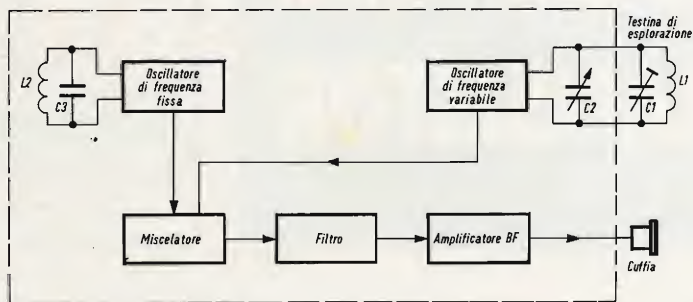 Testina di
esplorazione
L2
C3
Oscillatore
di frequenza
fissa
Oscillatore
di frequenza
variabile
C2
C1
L1
Miscelatore
Filtro
Amplificatore BF
Cuffia